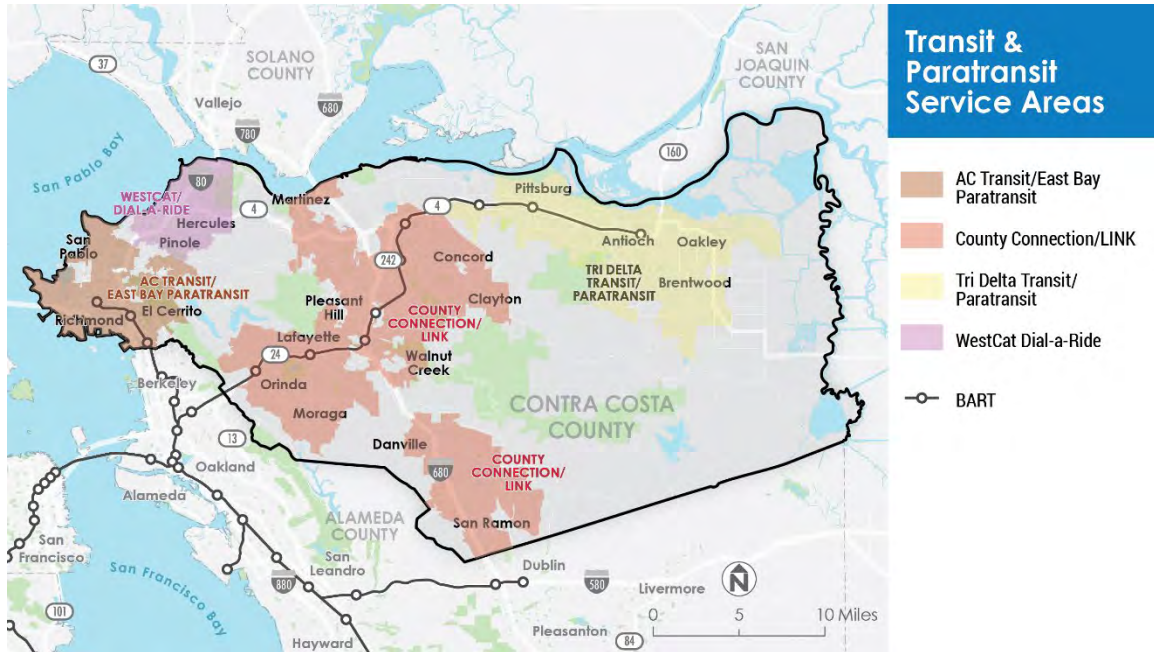 SOLANO
COUNTY
SAN
JOAQUIN
COUNTY
37
Vallejo
680
780
160
San Pablo Bay
80
WESTCAT/
DIAL-A-RIDE
Hercules
Pinole
4
Martinez
4
Pittsburg
San
Pablo
Antioch
Oakley
242
Concord
TRI DELTA
TRANSIT/
PARATRANSIT
Brentwood
AC TRANSIT/
EAST BAY PARATRANSIT
Pleasant
Hill
Clayton
Richmond
El Cerrito
COUNTY
CONNECTION/
LINK
Lafayette
24
Walnut
Creek
Berkeley
Orinda
Moraga
CONTRA COSTA
COUNTY
13
Danville
COUNTY
CONNECTION/
LINK
680
Oakland
Alameda
ALAMEDA
COUNTY
San Ramon
San
Francisco
San
Leandro
Dublin
880
580
Livermore
N
San Francisco Bay
101
0 5 10 Miles
Hayward
Pleasanton
84
Transit &
Paratransit
Service Areas
AC Transit/East Bay
Paratransit
County Connection/LINK
Tri Delta Transit/
Paratransit
WestCat Dial-a-Ride
BART